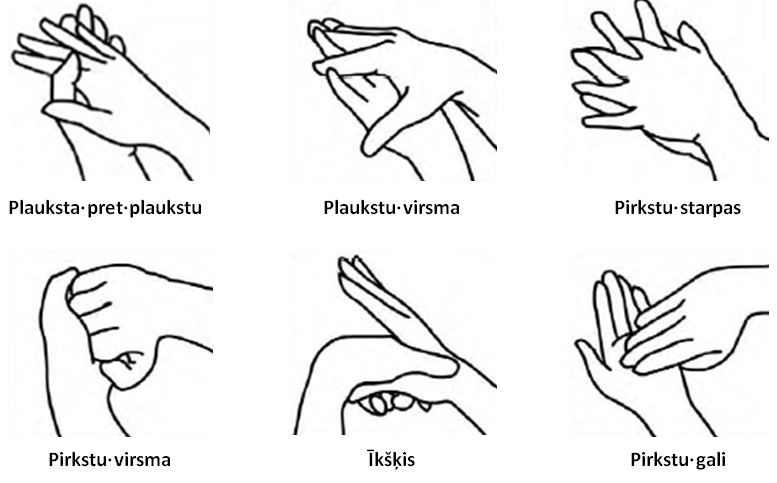 Plauksta·pret·plaukstu
Plaukstu·virsma
Pirkstu·starpas
Pirkstu·virsma
Īkšķis
Pirkstu·gali